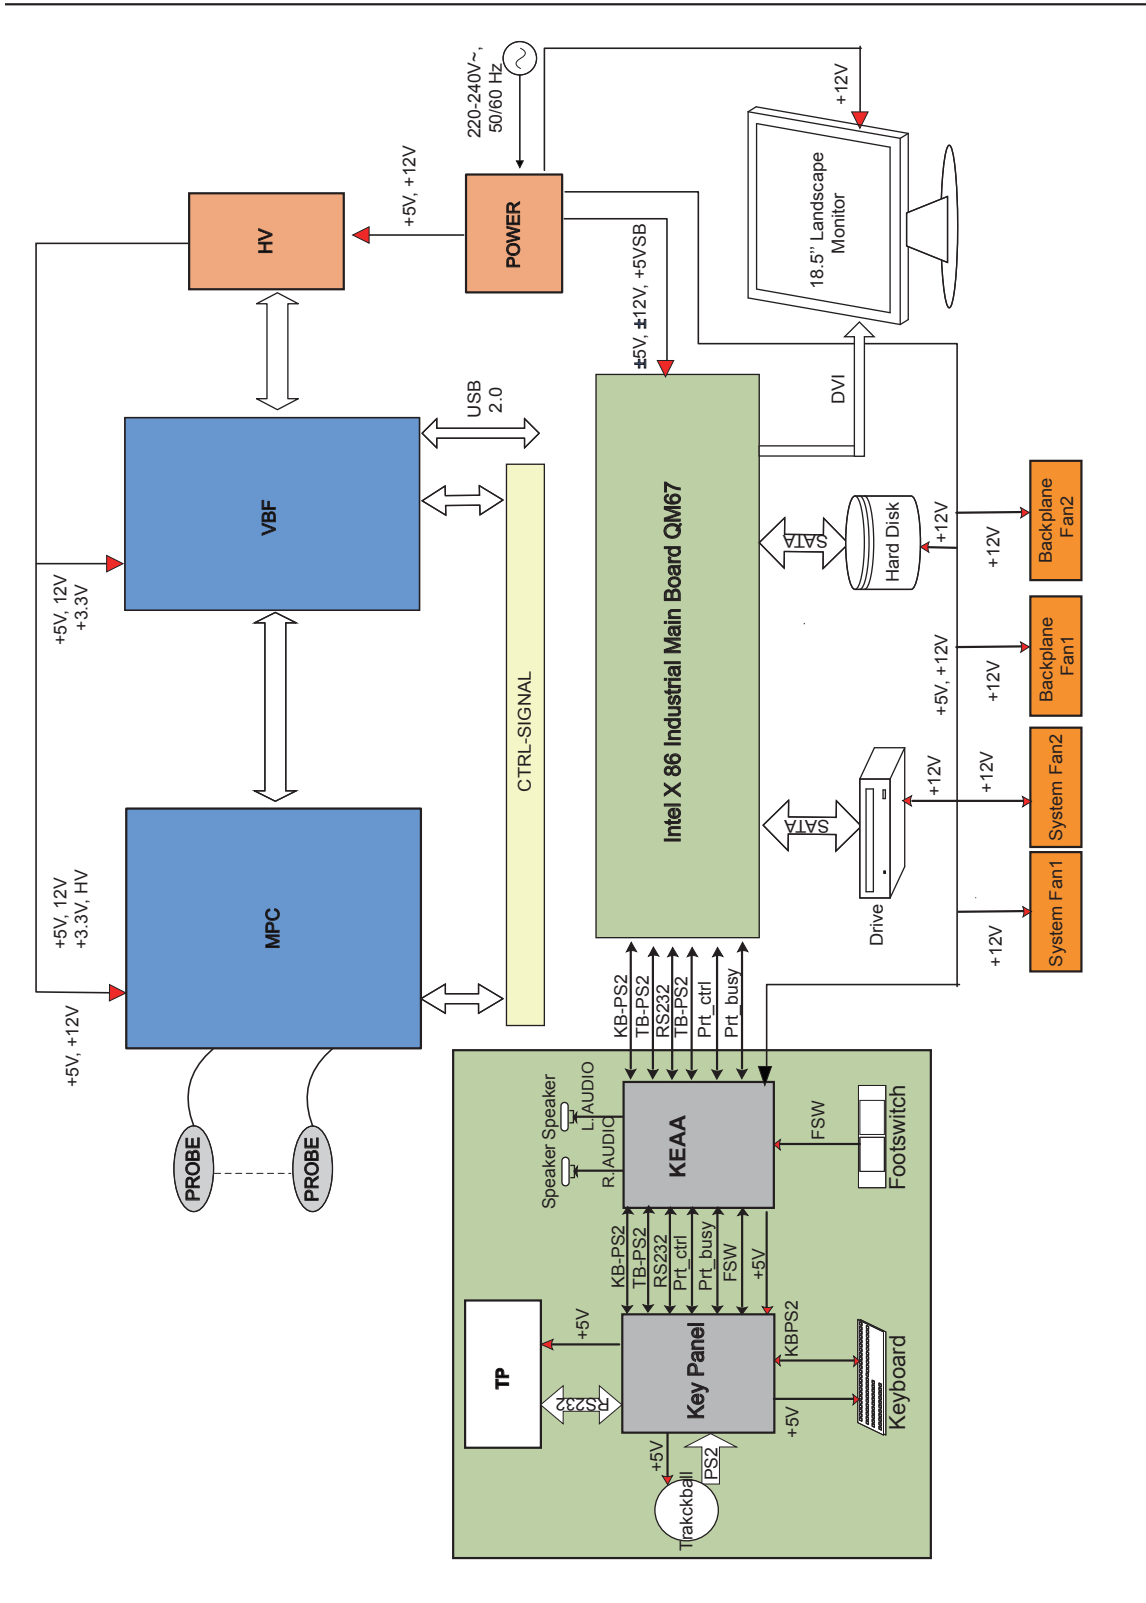 PROBE
PROBE
+5V, +12V
+5V, 12V
+3.3V, HV
MPC
+5V, 12V
+3.3V
VBF
HV
+5V, +12V
220-240V~,
50/60 Hz
POWER
USB
2.0
CTRL-SIGNAL
±5V, ±12V, +5VSB
Intel X 86 Industrial Main Board QM67
+12V
18.5'' Landscape
Monitor
DVI
SATA
Hard Disk
SATA
Drive
+12V
+12V
Backplane
Fan2
+5V, +12V
+12V
Backplane
Fan1
+12V
+12V
System Fan2
+12V
System Fan1
KB-PS2
TB-PS2
RS232
TB-PS2
Prt_ctrl
Prt_busy
Speaker
Speaker
L.AUDIO
R.AUDIO
KEAA
FSW
Footswitch
KB-PS2
TB-PS2
RS232
Prt_ctrl
Prt_busy
FSW
+5V
TP
+5V
RS232
Key Panel
KBPS2
+5V
Keyboard
+5V
PS2
Trakckball